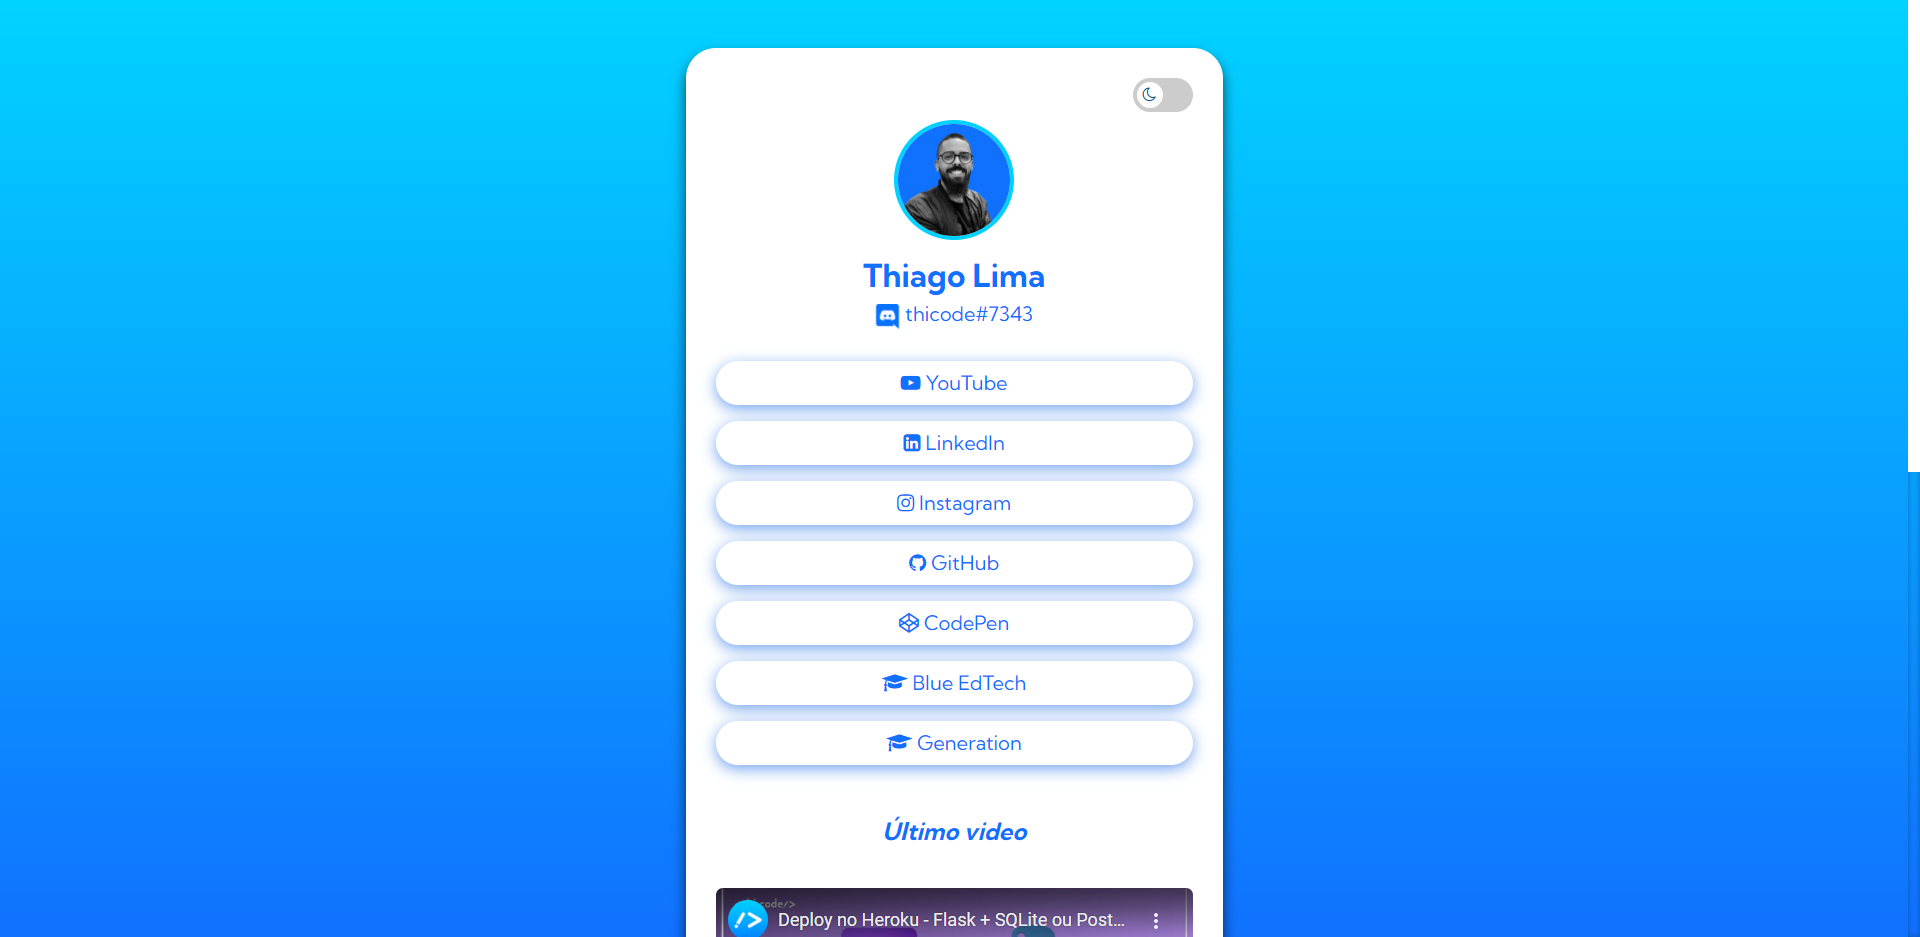 Thiago Lima
thicode#7343
YouTube
LinkedIn
Instagram
GitHub
CodePen
Blue EdTech
Generation
Último video
code/>
Deploy no Heroku - Flask + SQLite ou Post...